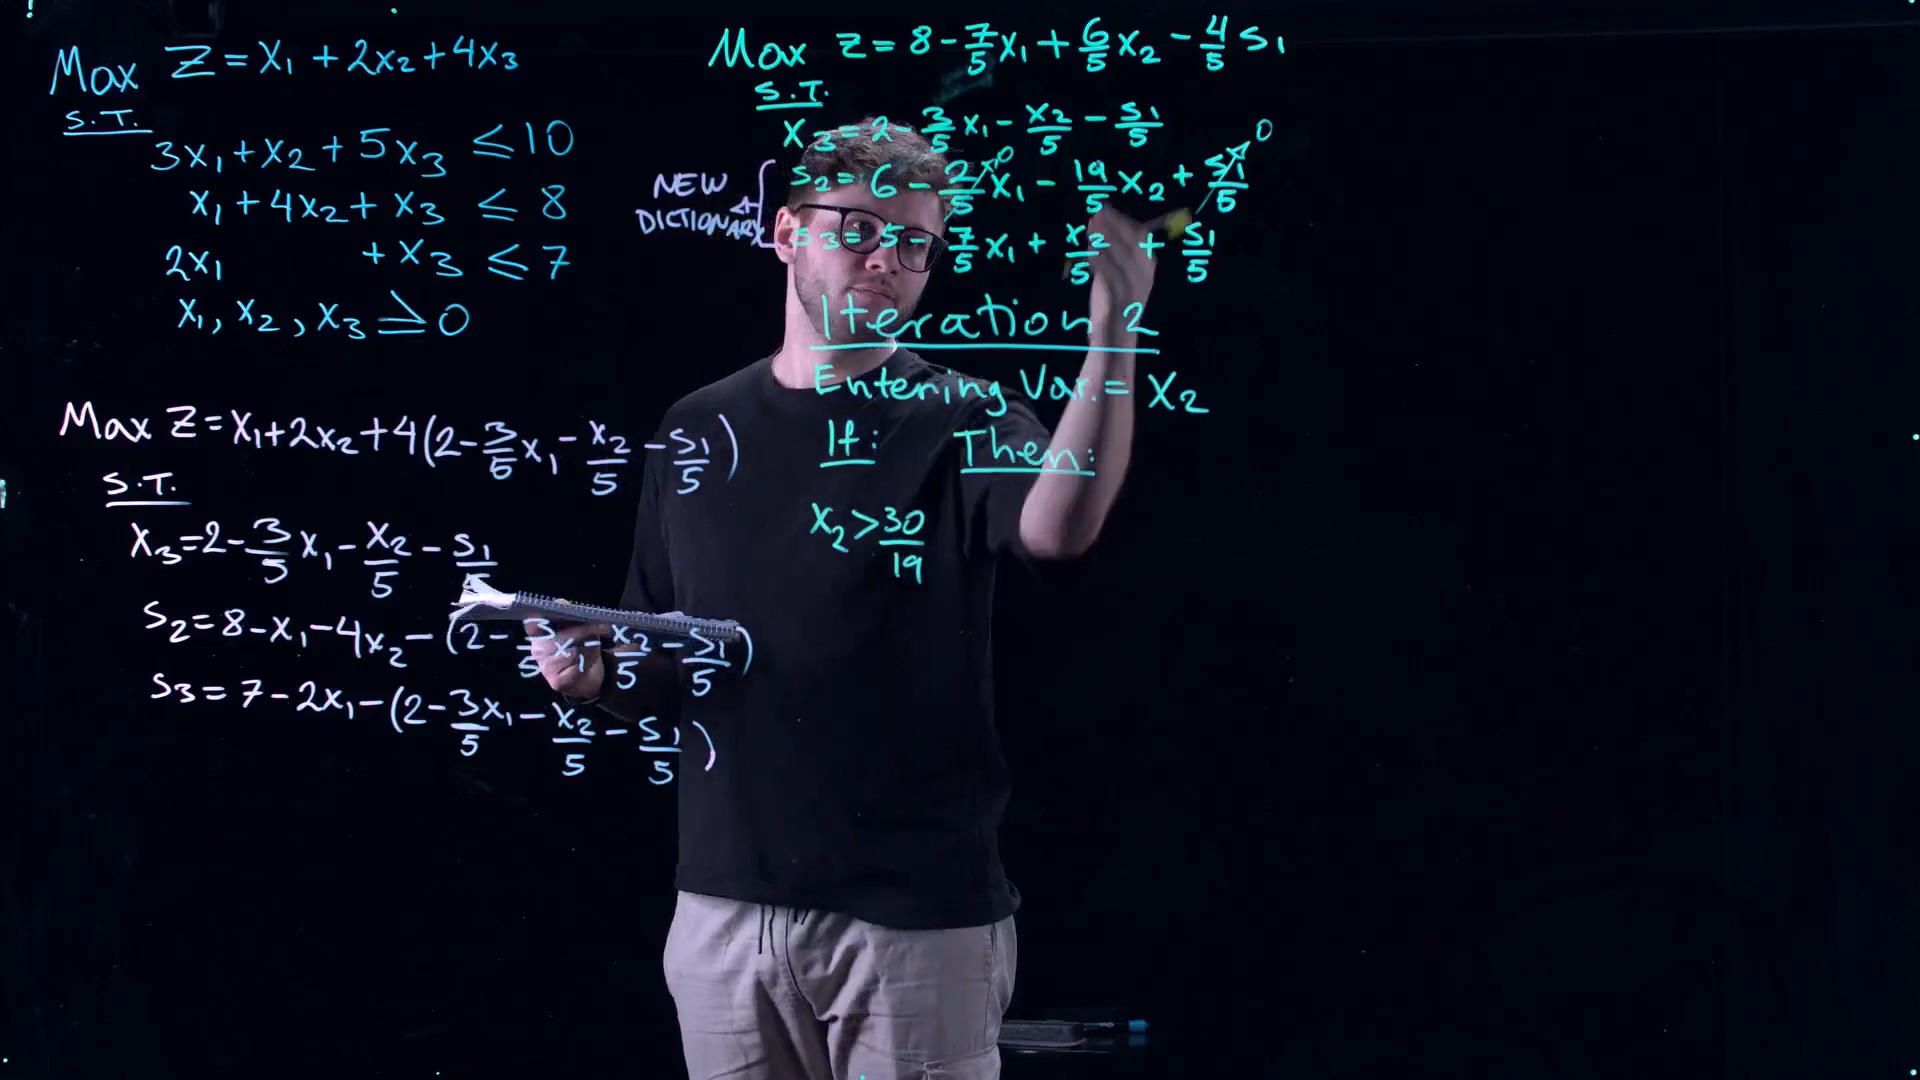 Max Z = x₁ + 2x₂ + 4x₃
S.T.
3x₁ + x₂ + 5x₃ ≤ 10
x₁ + 4x₂ + x₃ ≤ 8
2x₁ + x₃ ≤ 7
x₁, x₂, x₃ ≥ 0
Max Z = x₁ + 2x₂ + 4(2 - 3/5 x₁ - x₂/5 - S₁/5)
S.T.
x₃ = 2 - 3/5 x₁ - x₂/5 - S₁/5
S₂ = 8 - x₁ - 4x₂ - (2 - 3/5 x₁ - x₂/5 - S₁/5)
S₃ = 7 - 2x₁ - (2 - 3x₁/5 - x₂/5 - S₁/5)
Max Z = 8 - 7/5 x₁ + 6/5 x₂ - 4/5 S₁
S.T.
x₃ = 2 - 3/5 x₁ - x₂/5 - S₁/5
NEW DICTIONARY
S₂ = 6 - 2/5 x₁ - 19/5 x₂ + S₁/5
0 0
S₃ = 5 - 7/5 x₁ + x₂/5 + S₁/5
Iteration 2
Entering Var. = x₂
If: Then:
x₂ > 30/19